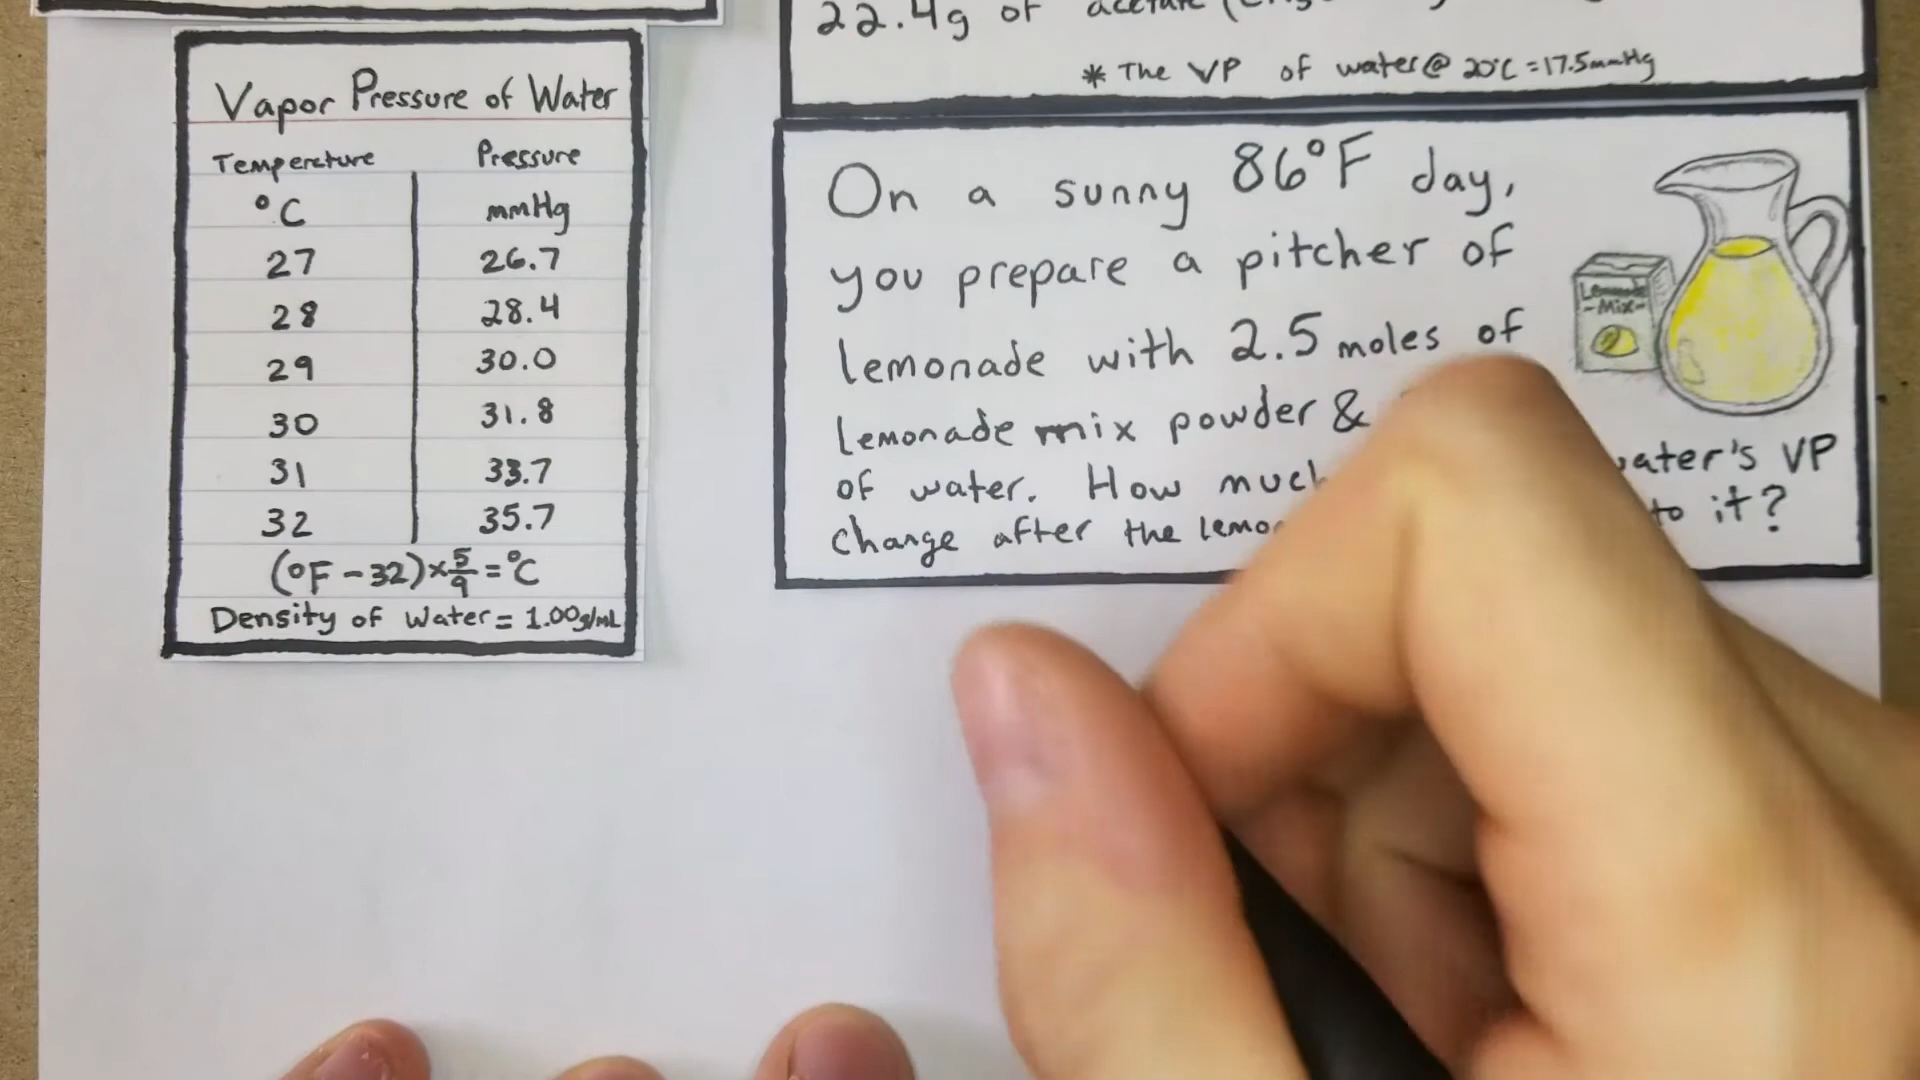 Vapor Pressure of Water
Temperature Pressure
°C mmHg
27 26.7
28 28.4
29 30.0
30 31.8
31 33.7
32 35.7
(°F - 32) × 5/9 = °C
Density of Water = 1.00g/mL
22.4g of
* The VP of water @ 20°C = 17.5mmHg
On a sunny 86°F day,
you prepare a pitcher of
lemonade with 2.5 moles of
lemonade mix powder &
of water. How much water's VP
change after the to it?
Lemonade
-Mix-